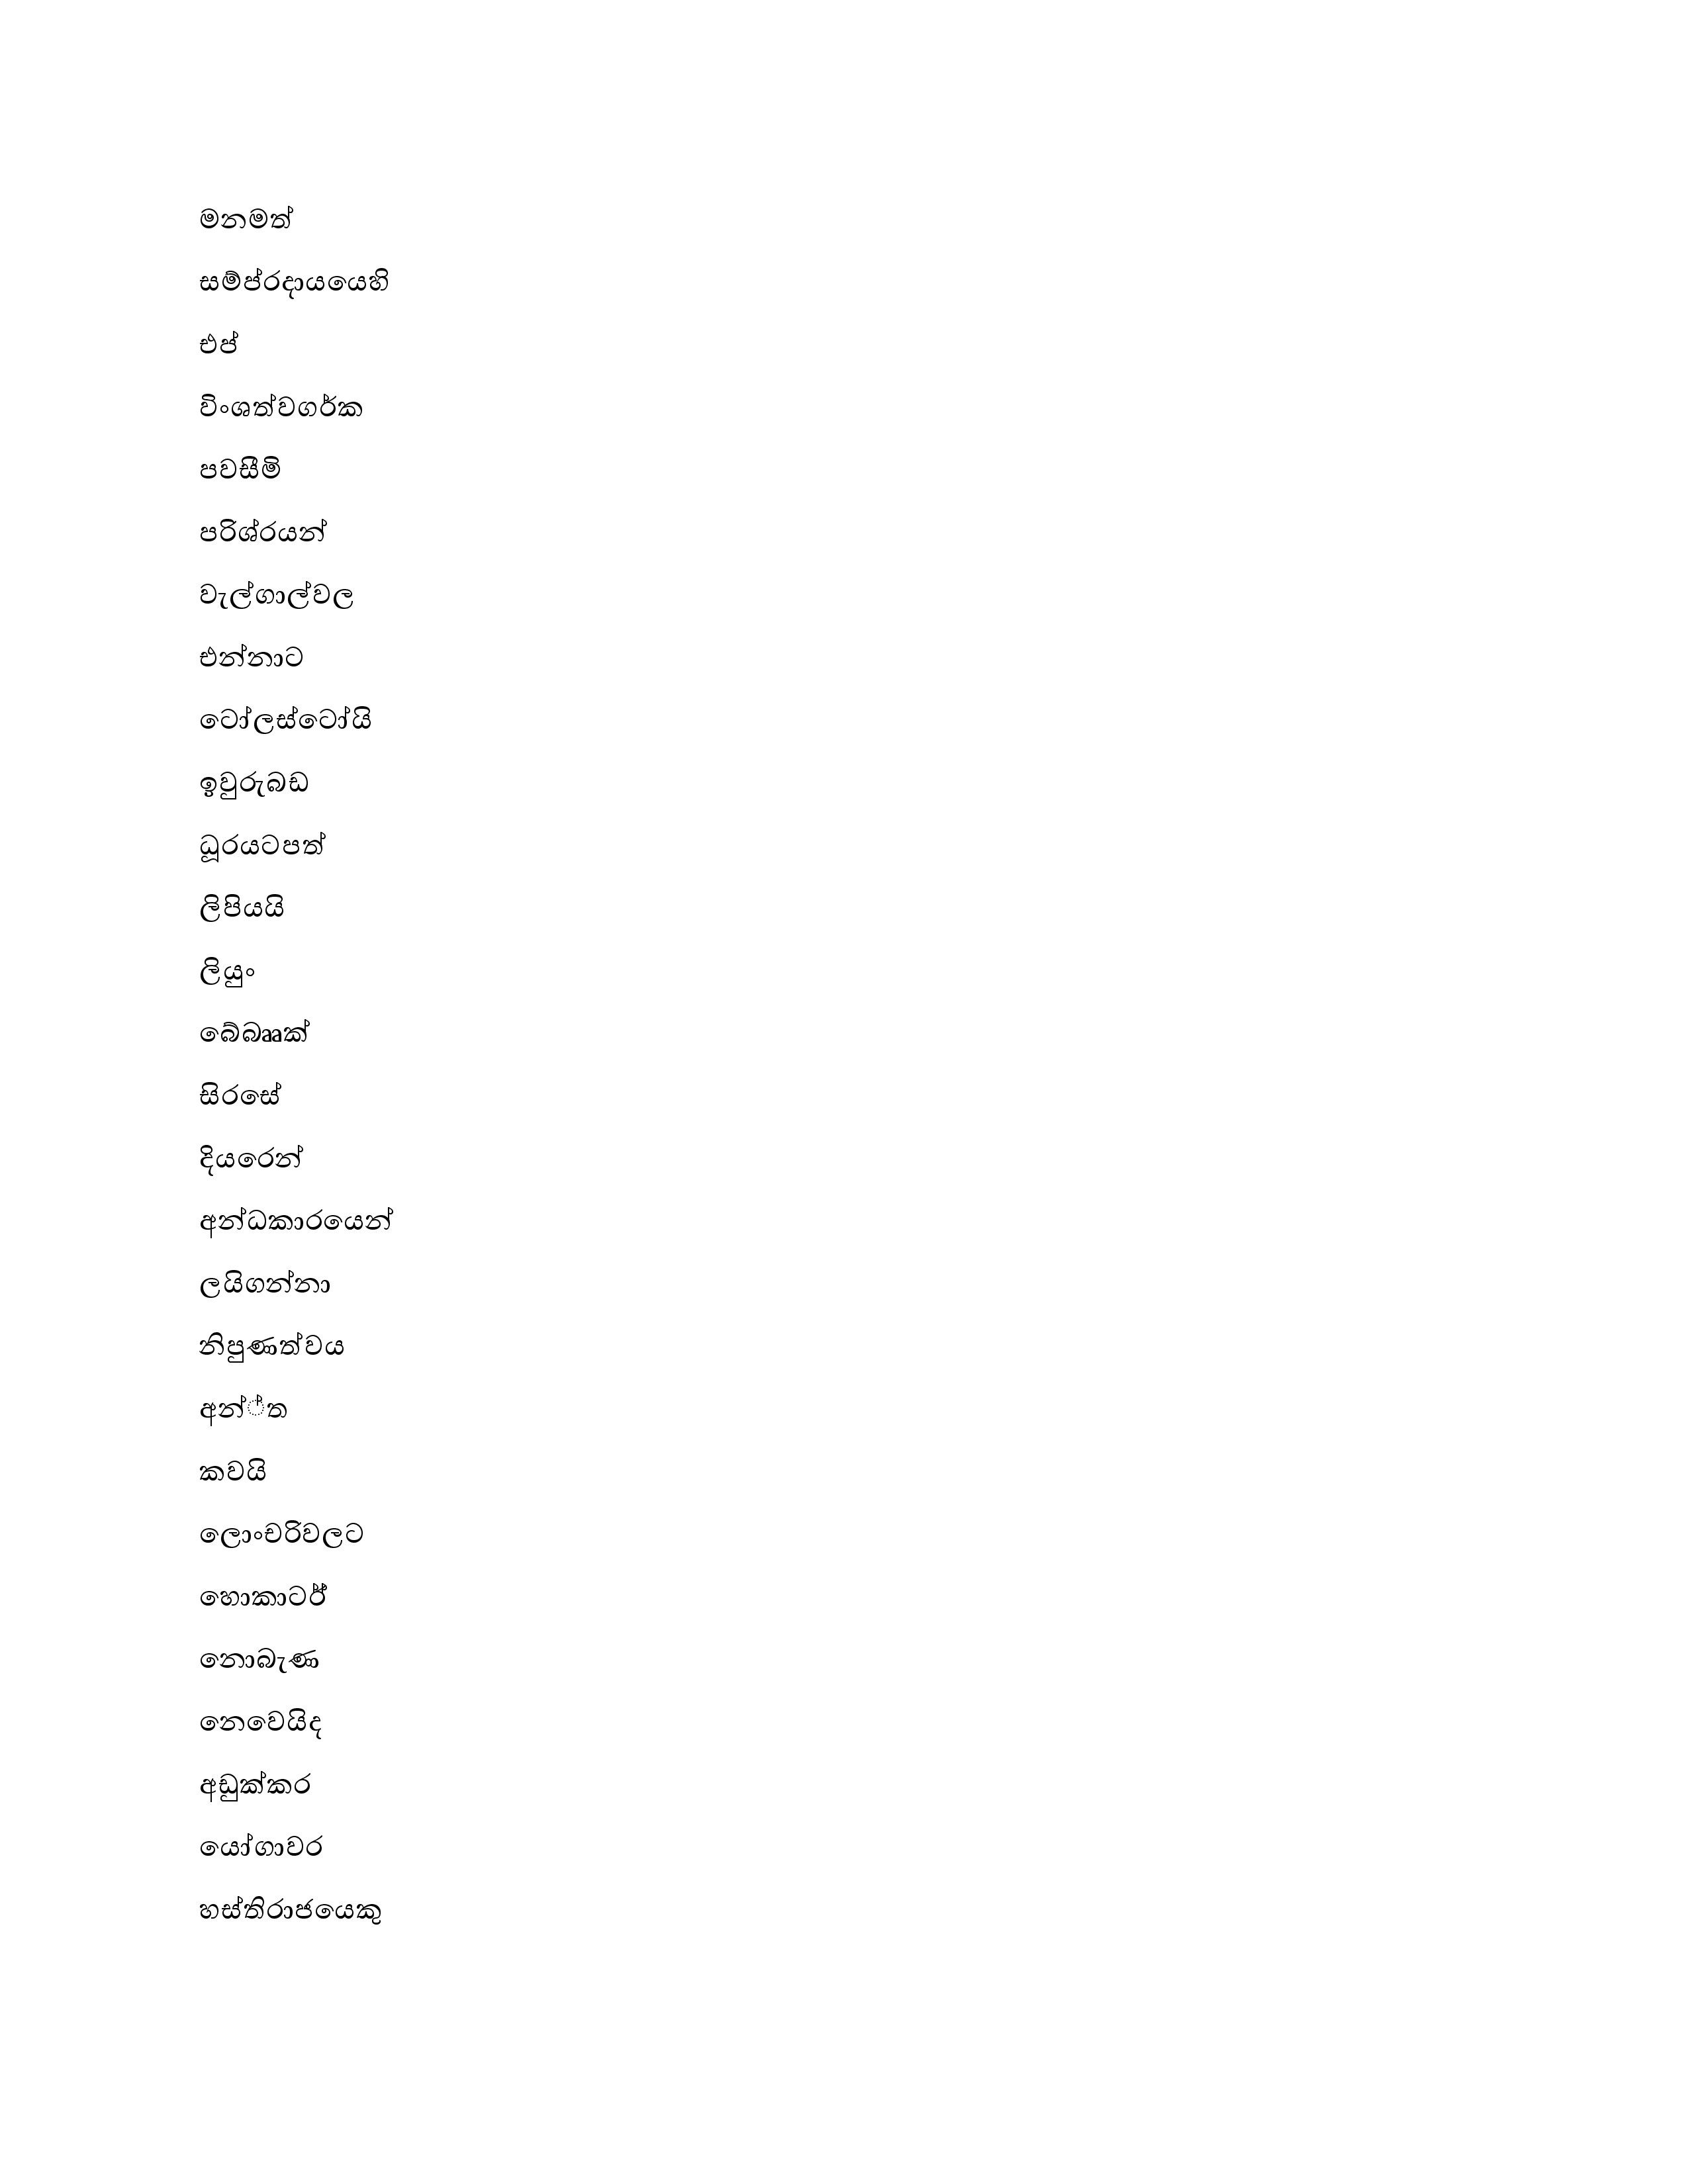 මනමත්
සම්ප්රදායයෙහි
එප්
විංශත්වගර්ක
පවසීමි
පරිශ්රයන්
වැල්ගාල්වල
එන්නාට
ටෝලස්ටෝයි
ඉවුරුබඩ
ධූරයටපත්
ලිපියයි
ලියුං
බේබෲක්
සිරසේ
දියරෙන්
අන්ධකාරයෙන්
ලයිගන්නා
නිපුණත්වය
අන්්ත
කවයි
ලොංචරිවලට
හොකාටර්
නොබැණ
නෙවෙයිද
අඩුක්කර
යෝගාවර
හස්තිරාජයෙකු